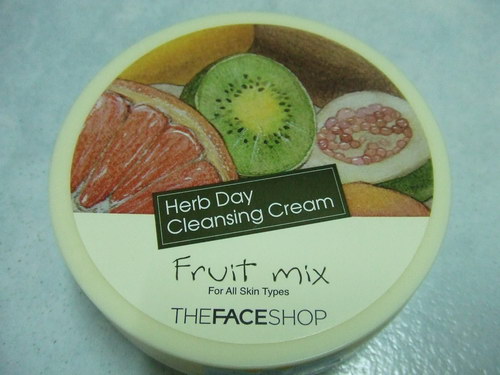 Herb Day
Cleansing Cream
Fruit mix
For All Skin Types
THEFACESHOP